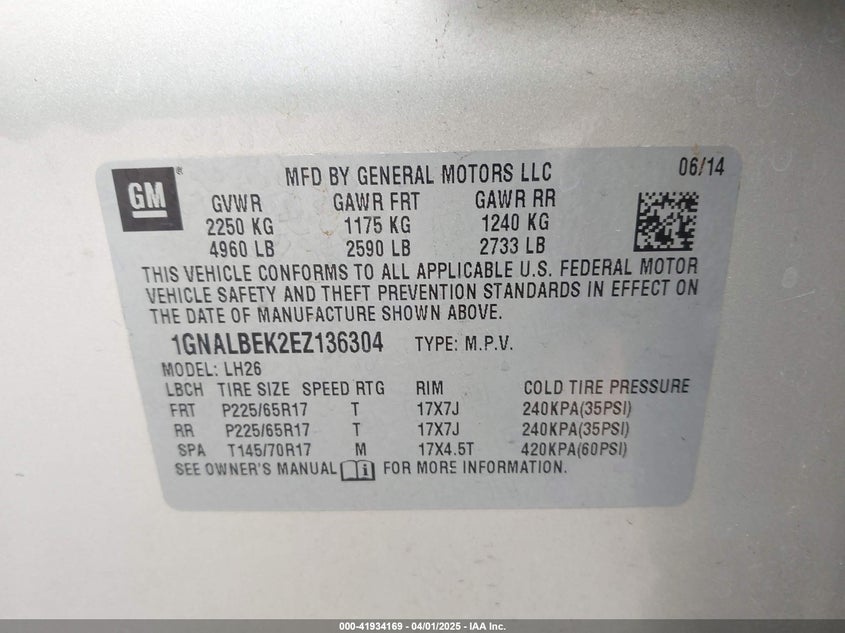 GM ® MFD BY GENERAL MOTORS LLC 06/14
GVWR GAWR FRT GAWR RR
2250 KG 1175 KG 1240 KG
4960 LB 2590 LB 2733 LB
THIS VEHICLE CONFORMS TO ALL APPLICABLE U.S. FEDERAL MOTOR
VEHICLE SAFETY AND THEFT PREVENTION STANDARDS IN EFFECT ON
THE DATE OF MANUFACTURE SHOWN ABOVE.
1GNALBEK2EZ136304 TYPE: M.P.V.
MODEL: LH26
LBCH TIRE SIZE SPEED RTG RIM COLD TIRE PRESSURE
FRT P225/65R17 T 17X7J 240KPA(35PSI)
RR P225/65R17 T 17X7J 240KPA(35PSI)
SPA T145/70R17 M 17X4.5T 420KPA(60PSI)
SEE OWNER'S MANUAL i FOR MORE INFORMATION.
000-41934169 - 04/01/2025 - IAA Inc.